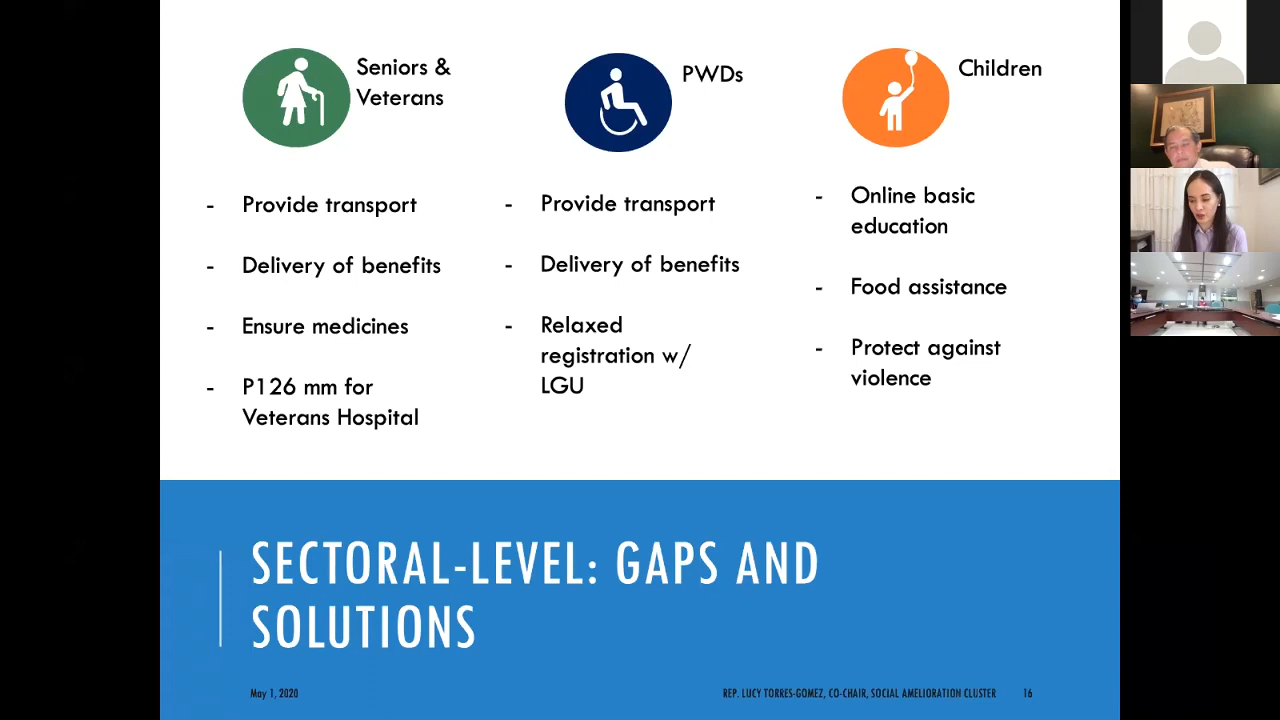 Seniors &
Veterans
- Provide transport
- Delivery of benefits
- Ensure medicines
- P126 mm for
Veterans Hospital
PWDs
- Provide transport
- Delivery of benefits
- Relaxed
registration w/
LGU
Children
- Online basic
education
- Food assistance
- Protect against
violence
SECTORAL-LEVEL: GAPS AND
SOLUTIONS
May 1, 2020
REP. LUCY TORRES-GOMEZ, CO-CHAIR, SOCIAL AMELIORATION CLUSTER
16